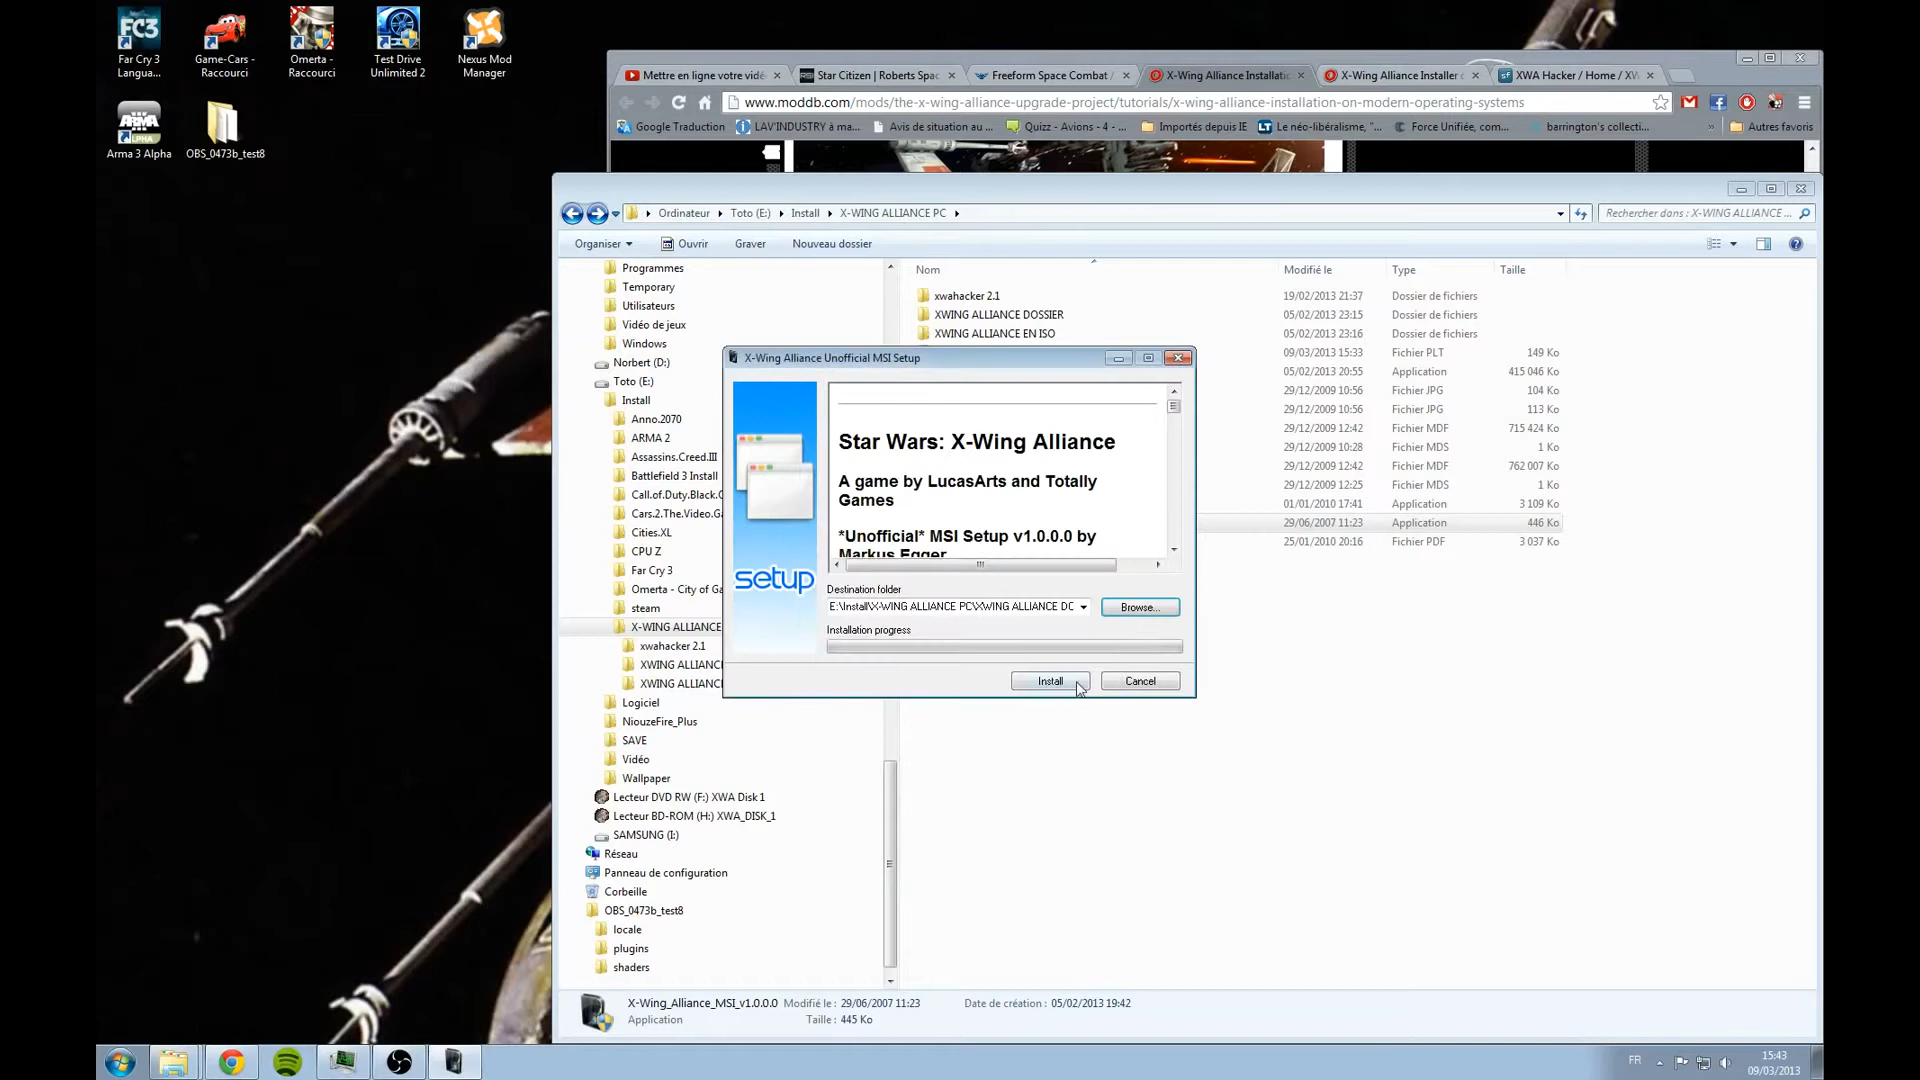 Far Cry 3
Langua...
Game-Cars -
Raccourci
Omerta -
Raccourci
Test Drive
Unlimited 2
Nexus Mod
Manager
Arma 3 Alpha
OBS_0473b_test8
Mettre en ligne votre vidé
Star Citizen | Roberts Spac
Freeform Space Combat /
X-Wing Alliance Installati
X-Wing Alliance Installer
XWA Hacker / Home / XW
www.moddb.com/mods/the-x-wing-alliance-upgrade-project/tutorials/x-wing-alliance-installation-on-modern-operating-systems
Google Traduction
LAV'INDUSTRY à ma...
Avis de situation au ...
Quizz - Avions - 4 - ...
Importés depuis IE
Le néo-libéralisme, "...
Force Unifiée, com...
barrington's collecti...
Autres favoris
Ordinateur
Toto (E:)
Install
X-WING ALLIANCE PC
Rechercher dans : X-WING ALLIANCE ...
Organiser
Ouvrir
Graver
Nouveau dossier
Programmes
Temporary
Utilisateurs
Vidéo de jeux
Windows
Norbert (D:)
Toto (E:)
Install
Anno.2070
ARMA 2
Assassins.Creed.III
Battlefield 3 Install
Call.of.Duty.Black.O
Cars.2.The.Video.Ga
Cities.XL
CPU Z
Far Cry 3
Omerta - City of Ga
steam
X-WING ALLIANCE
xwahacker 2.1
XWING ALLIANC
XWING ALLIANC
Logiciel
NiouzeFire_Plus
SAVE
Vidéo
Wallpaper
Lecteur DVD RW (F:) XWA Disk 1
Lecteur BD-ROM (H:) XWA_DISK_1
SAMSUNG (I:)
Réseau
Panneau de configuration
Corbeille
OBS_0473b_test8
locale
plugins
shaders
Nom Modifié le Type Taille
xwahacker 2.1 19/02/2013 21:37 Dossier de fichiers
XWING ALLIANCE DOSSIER 05/02/2013 23:15 Dossier de fichiers
XWING ALLIANCE EN ISO 05/02/2013 23:16 Dossier de fichiers
09/03/2013 15:33 Fichier PLT 149 Ko
05/02/2013 20:55 Application 415 046 Ko
29/12/2009 10:56 Fichier JPG 104 Ko
29/12/2009 10:56 Fichier JPG 113 Ko
29/12/2009 12:42 Fichier MDF 715 424 Ko
29/12/2009 10:28 Fichier MDS 1 Ko
29/12/2009 12:42 Fichier MDF 762 007 Ko
29/12/2009 12:25 Fichier MDS 1 Ko
01/01/2010 17:41 Application 3 109 Ko
29/06/2007 11:23 Application 446 Ko
25/01/2010 20:16 Fichier PDF 3 037 Ko
X-Wing Alliance Unofficial MSI Setup
Star Wars: X-Wing Alliance
A game by LucasArts and Totally
Games
*Unofficial* MSI Setup v1.0.0.0 by
Markus Egger
setup
Destination folder
E:\Install\X-WING ALLIANCE PC\XWING ALLIANCE DC
Browse...
Installation progress
Install
Cancel
X-Wing_Alliance_MSI_v1.0.0.0 Modifié le : 29/06/2007 11:23 Date de création : 05/02/2013 19:42
Application Taille : 445 Ko
FR
15:43
09/03/2013